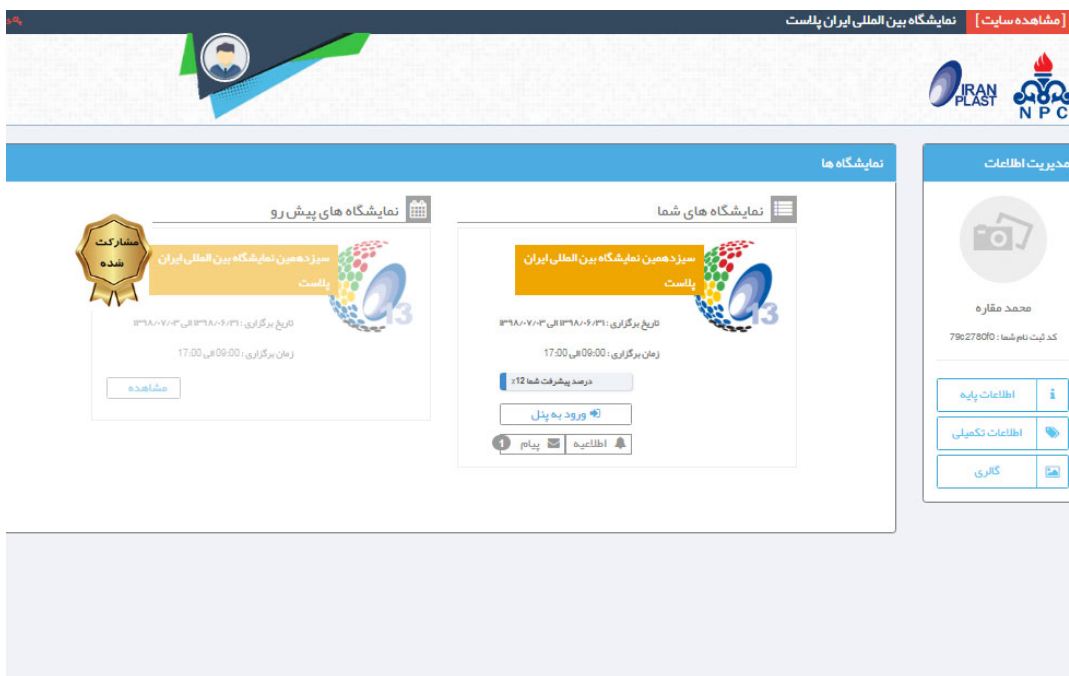 [ مشاهده سایت ] نمایشگاه بین المللی ایران پلاست
IRAN
PLAST
NPC
مدیریت اطلاعات
محمد مقاره
کد ثبت نام شما : 79c2780f0
اطلاعات پایه
اطلاعات تکمیلی
گالری
نمایشگاه ها
نمایشگاه های شما
سیزدهمین نمایشگاه بین المللی ایران
پلاست
13
تاریخ برگزاری : ۱۳۹۸/۰۶/۳۱ الی ۱۳۹۸/۰۷/۰۳
زمان برگزاری : 09:00 الی 17:00
درصد پیشرفت شما 12٪
ورود به پنل
اطلاعیه
پیام 1
نمایشگاه های پیش رو
مشارکت
شده
سیزدهمین نمایشگاه بین المللی ایران
پلاست
13
تاریخ برگزاری : ۱۳۹۸/۰۶/۳۱ الی ۱۳۹۸/۰۷/۰۳
زمان برگزاری : 09:00 الی 17:00
مشاهده